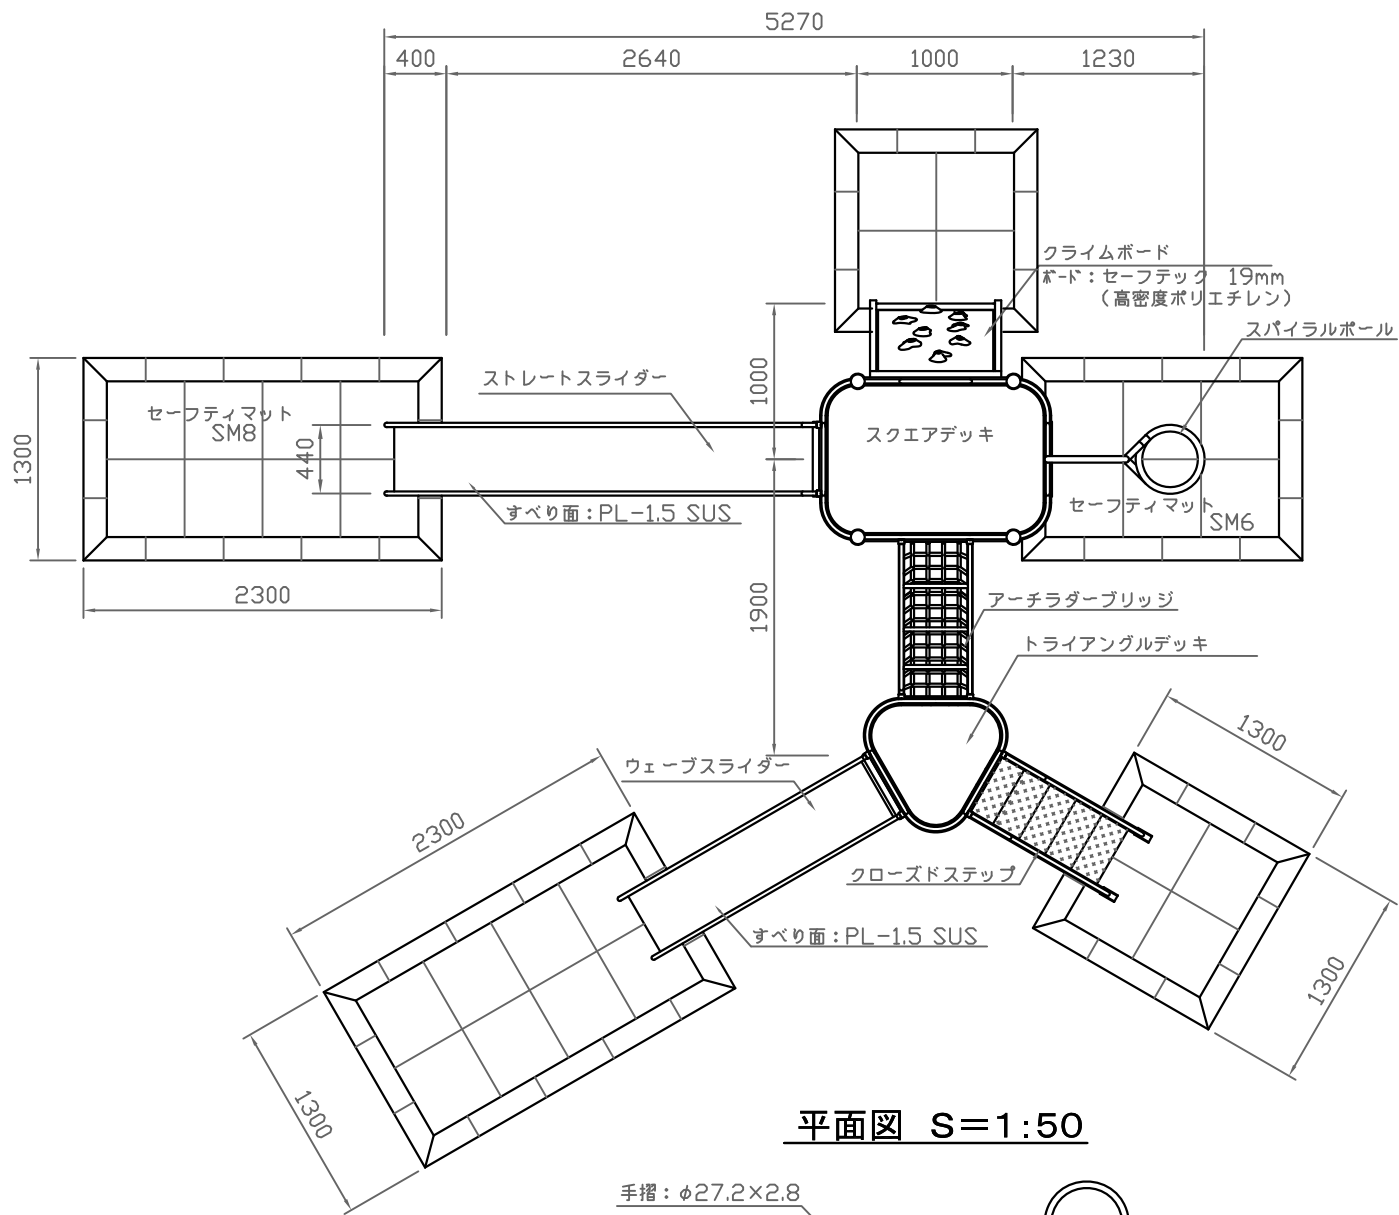 5270
400
2640
1000
1230
クライムボード
ボード:セーフテック 19mm
(高密度ポリエチレン)
スパイラルポール
ストレートスライダー
1000
セーフティマット
SM8
スクエアデッキ
440
1300
セーフティマット
SM6
すべり面:PL-1.5 SUS
2300
1900
アーチラダーブリッジ
トライアングルデッキ
1300
ウェーブスライダー
2300
クローズドステップ
すべり面:PL-1.5 SUS
1300
1300
平面図 S=1:50
手摺:φ27.2×2.8